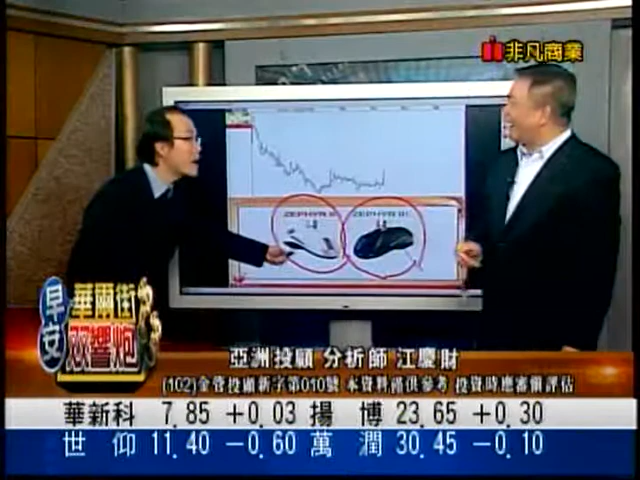 非凡商業
ZEPHYR
ZEPHYR
早安
華爾街
双響炮
亞洲投顧 分析師 江慶財
(102)金管投顧新字第010號 本資料僅供參考 投資時應審慎評估
華新科 7.85 +0.03 揚 博 23.65 +0.30
世 仰 11.40 -0.60 萬 潤 30.45 -0.10